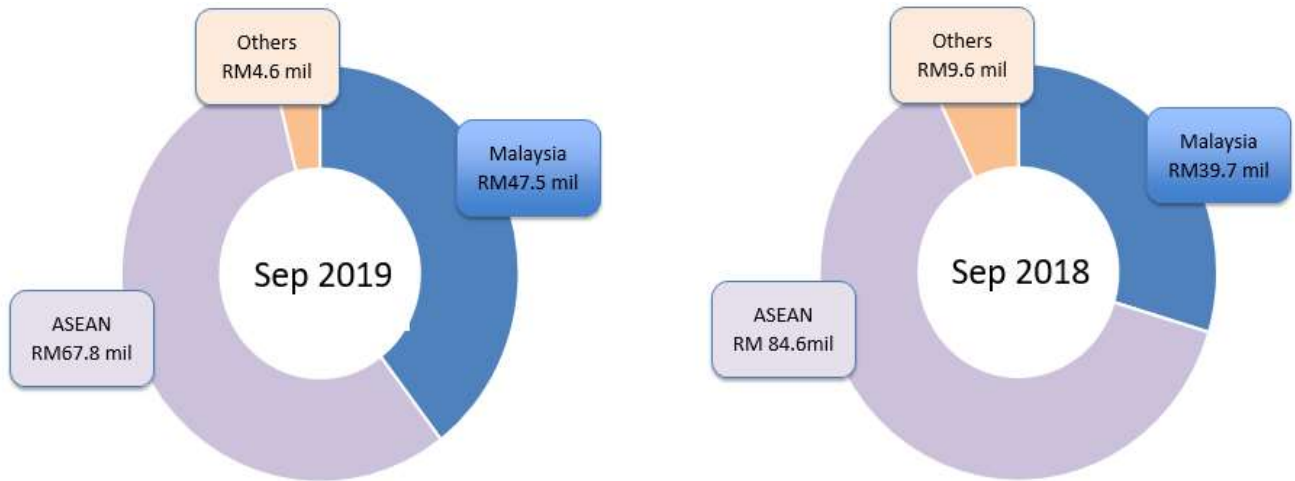 Others
RM4.6 mil
Malaysia
RM47.5 mil
Sep 2019
ASEAN
RM67.8 mil
Others
RM9.6 mil
Malaysia
RM39.7 mil
Sep 2018
ASEAN
RM 84.6mil